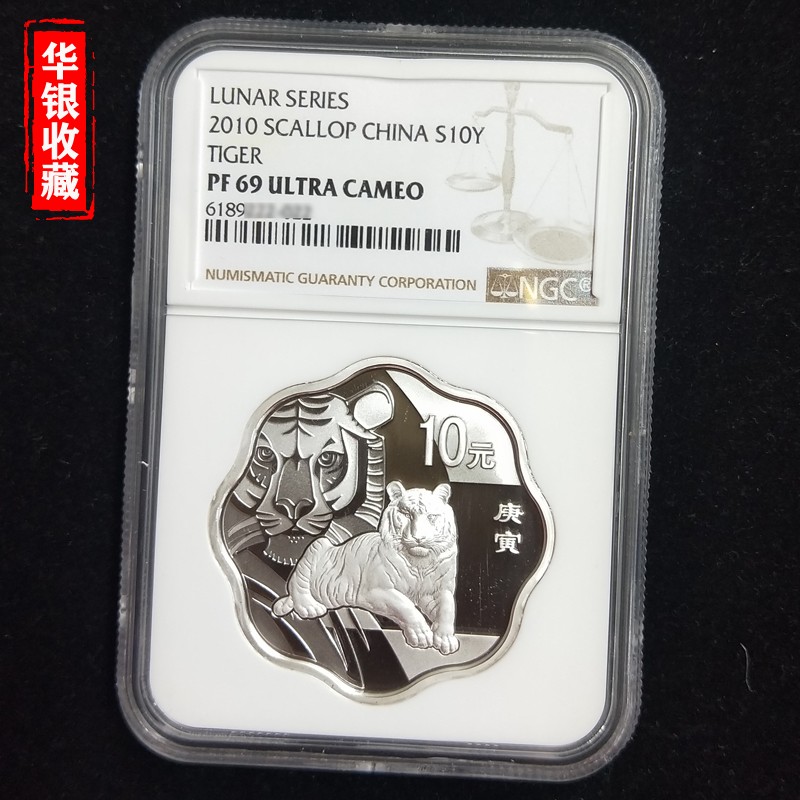 华银收藏
LUNAR SERIES
2010 SCALLOP CHINA S10Y
TIGER
PF 69 ULTRA CAMEO
6189
NUMISMATIC GUARANTY CORPORATION
NGC®
10元
庚寅